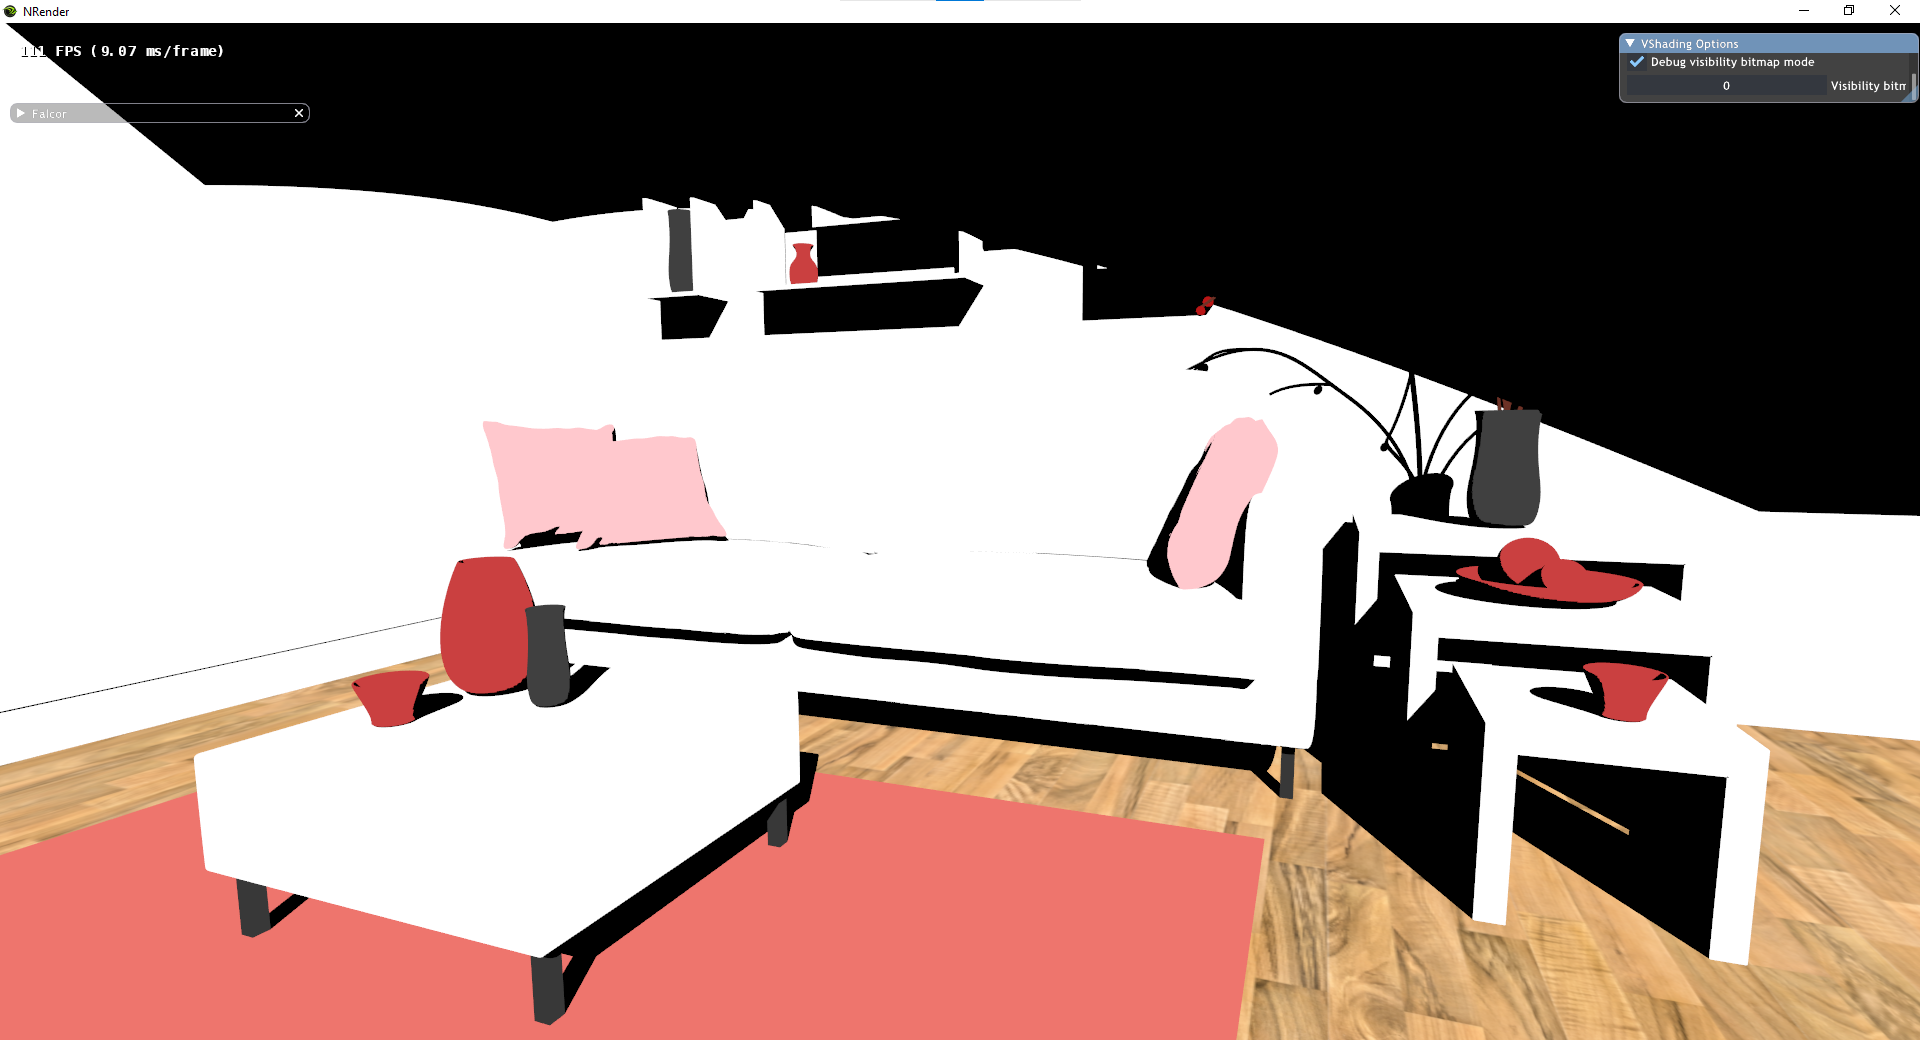 NRender
111 FPS (9.07 ms/frame)
VShading Options
Debug visibility bitmap mode
0 Visibility bitm
Falcor